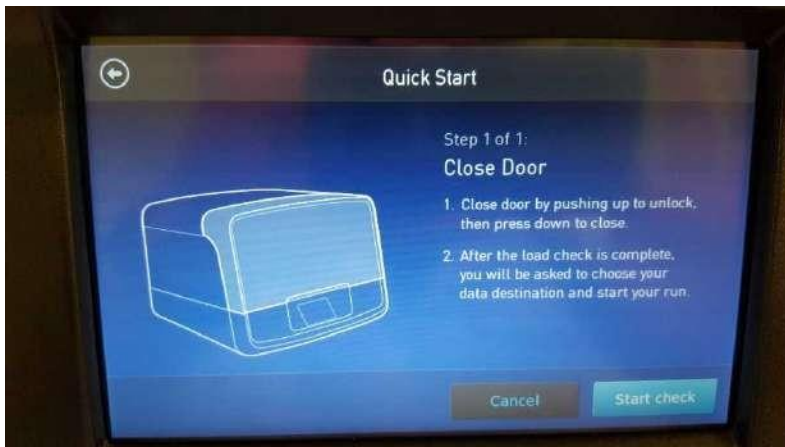 Quick Start
Step 1 of 1:
Close Door
1. Close door by pushing up to unlock,
then press down to close.
2. After the load check is complete,
you will be asked to choose your
data destination and start your run.
Cancel
Start check